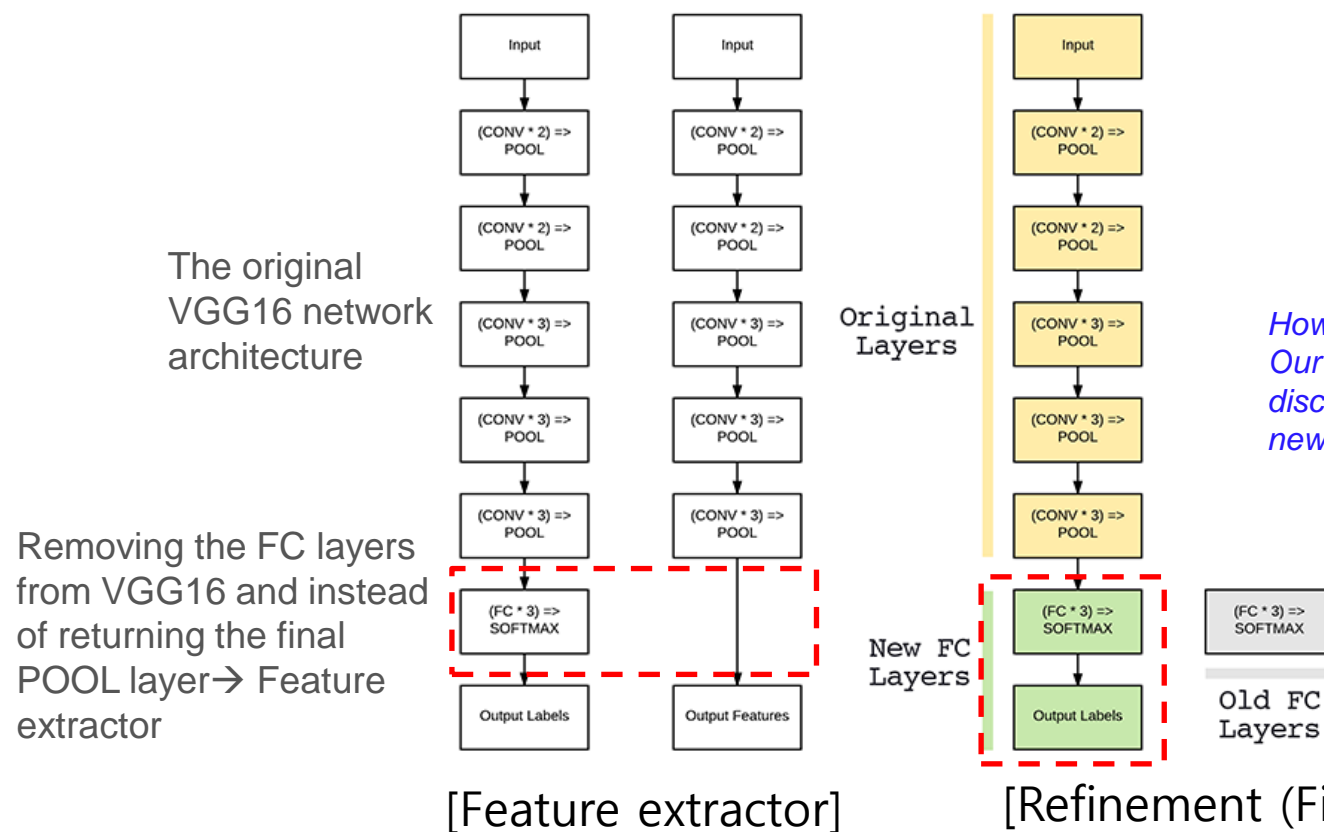 The original
VGG16 network
architecture
Removing the FC layers
from VGG16 and instead
of returning the final
POOL layer→ Feature
extractor
Input
(CONV * 2) =>
POOL
(CONV * 2) =>
POOL
(CONV * 3) =>
POOL
(CONV * 3) =>
POOL
(CONV * 3) =>
POOL
(FC * 3) =>
SOFTMAX
Output Labels
Input
(CONV * 2) =>
POOL
(CONV * 2) =>
POOL
(CONV * 3) =>
POOL
(CONV * 3) =>
POOL
(CONV * 3) =>
POOL
Output Features
[Feature extractor]
Original
Layers
New FC
Layers
Input
(CONV * 2) =>
POOL
(CONV * 2) =>
POOL
(CONV * 3) =>
POOL
(CONV * 3) =>
POOL
(CONV * 3) =>
POOL
(FC * 3) =>
SOFTMAX
Output Labels
(FC * 3) =>
SOFTMAX
Old FC
Layers
[Refinement
How
Our
new